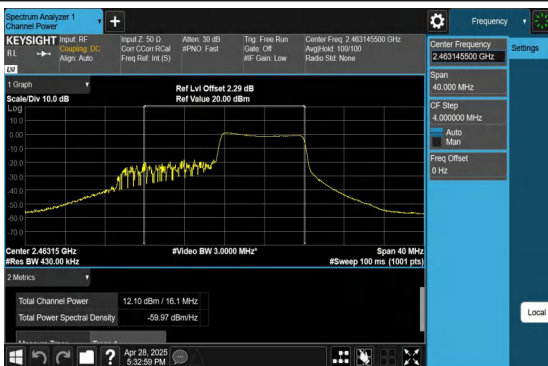 Spectrum Analyzer 1
Channel Power
Frequency
KEYSIGHT
RL
Input: RF
Coupling: DC
Align: Auto
Input Z: 50 Ω
Corr CCorr RCal
Freq Ref: Int (S)
Atten: 30 dB
#PNO: Fast
Trig: Free Run
Gate: Off
#IF Gain: Low
Center Freq: 2.463145500 GHz
Avg|Hold: 100/100
Radio Std: None
LXI
Center Frequency
2.463145500 GHz
Settings
Span
40.000 MHz
CF Step
4.000000 MHz
Auto
Man
Freq Offset
0 Hz
1 Graph
Scale/Div 10.0 dB
Ref Lvl Offset 2.29 dB
Ref Value 20.00 dBm
Log
10.0
0.00
-10.0
-20.0
-30.0
-40.0
-50.0
-60.0
-70.0
Center 2.46315 GHz
#Res BW 430.00 kHz
#Video BW 3.0000 MHz*
Span 40 MHz
#Sweep 100 ms (1001 pts)
2 Metrics
Total Channel Power 12.10 dBm / 16.1 MHz
Total Power Spectral Density -59.97 dBm/Hz
Local
?
Apr 28, 2025
5:32:59 PM